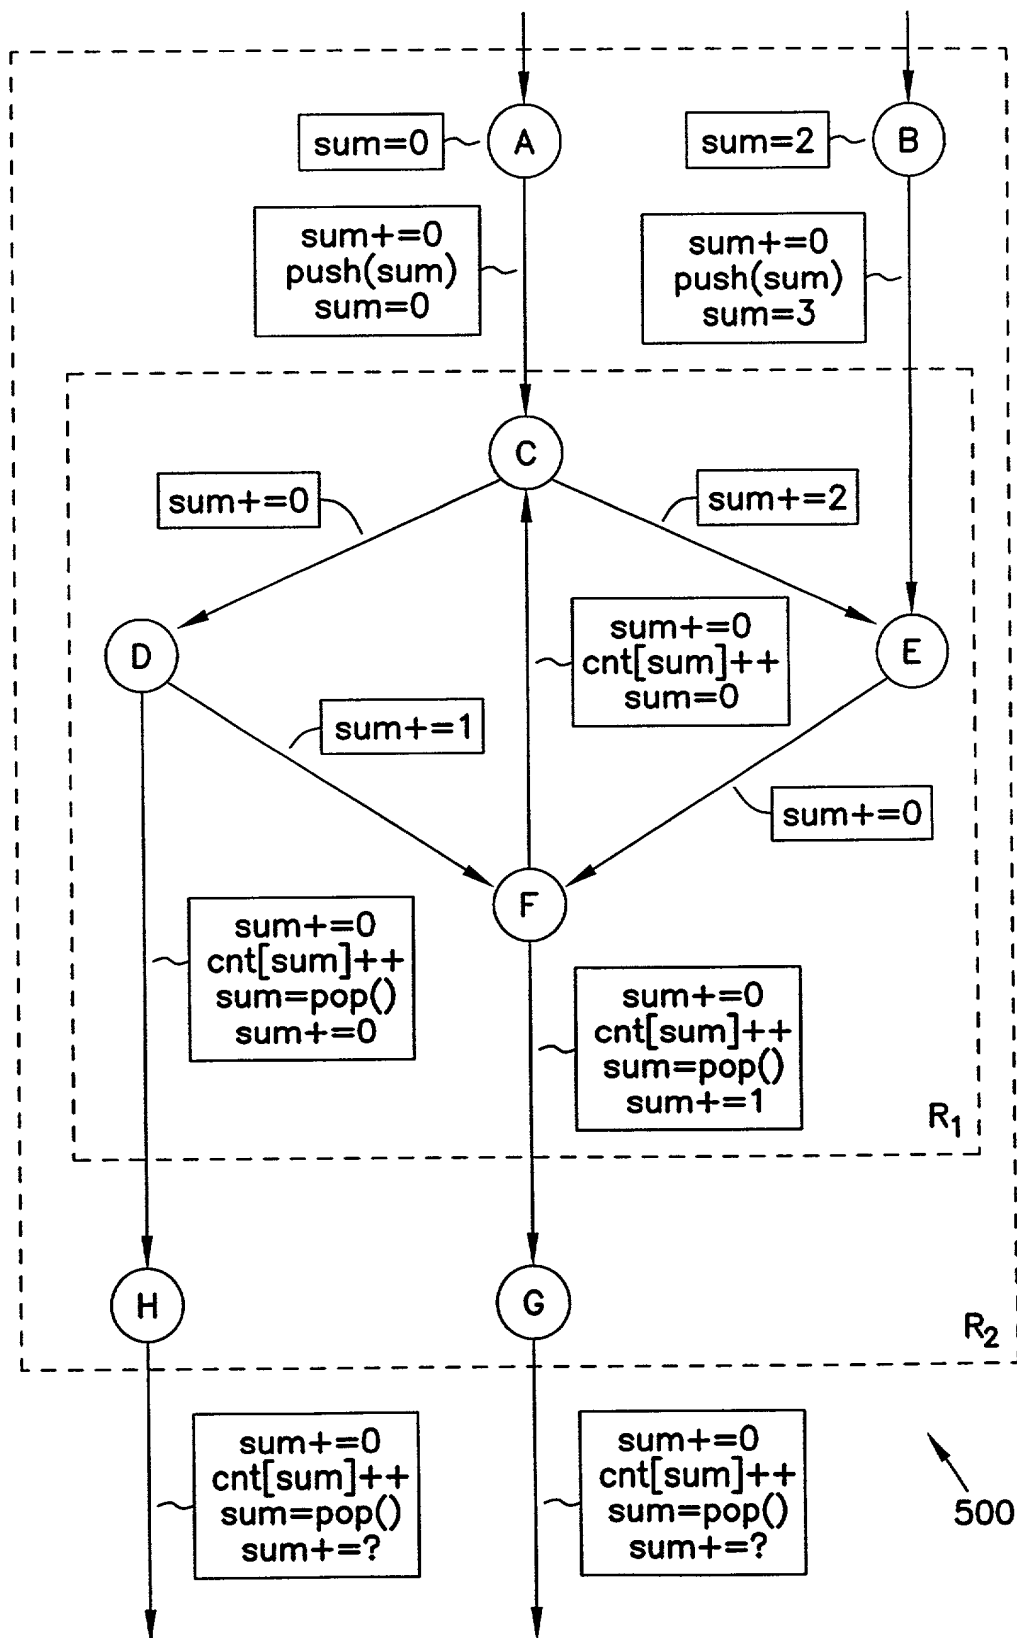 sum=0
A
sum=2
B
sum+=0
push(sum)
sum=0
sum+=0
push(sum)
sum=3
C
sum+=0
sum+=2
D
sum+=0
cnt[sum]++
sum=0
E
sum+=1
sum+=0
F
sum+=0
cnt[sum]++
sum=pop()
sum+=0
sum+=0
cnt[sum]++
sum=pop()
sum+=1
R1
H
G
R2
sum+=0
cnt[sum]++
sum=pop()
sum+=?
sum+=0
cnt[sum]++
sum=pop()
sum+=?
500